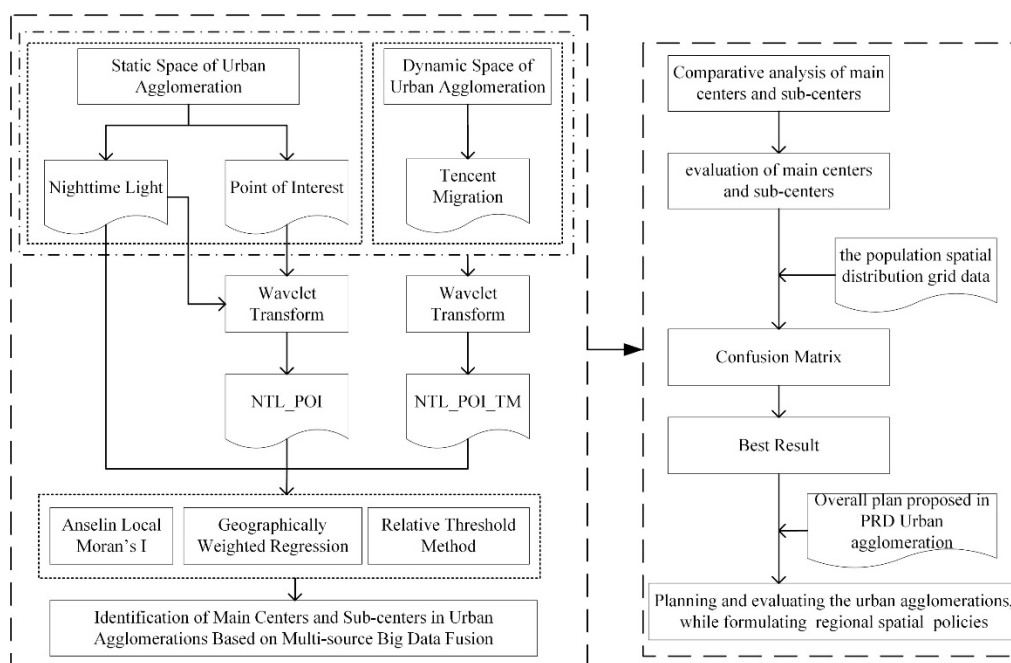 Static Space of Urban
Agglomeration
Dynamic Space of
Urban Agglomeration
Nighttime Light
Point of Interest
Tencent
Migration
Wavelet
Transform
Wavelet
Transform
NTL_POI
NTL_POI_TM
Anselin Local
Moran's I
Geographically
Weighted Regression
Relative Threshold
Method
Identification of Main Centers and Sub-centers in Urban
Agglomerations Based on Multi-source Big Data Fusion
Comparative analysis of main
centers and sub-centers
evaluation of main centers
and sub-centers
the population spatial
distribution grid data
Confusion Matrix
Best Result
Overall plan proposed in
PRD Urban
agglomeration
Planning and evaluating the urban agglomerations,
while formulating regional spatial policies